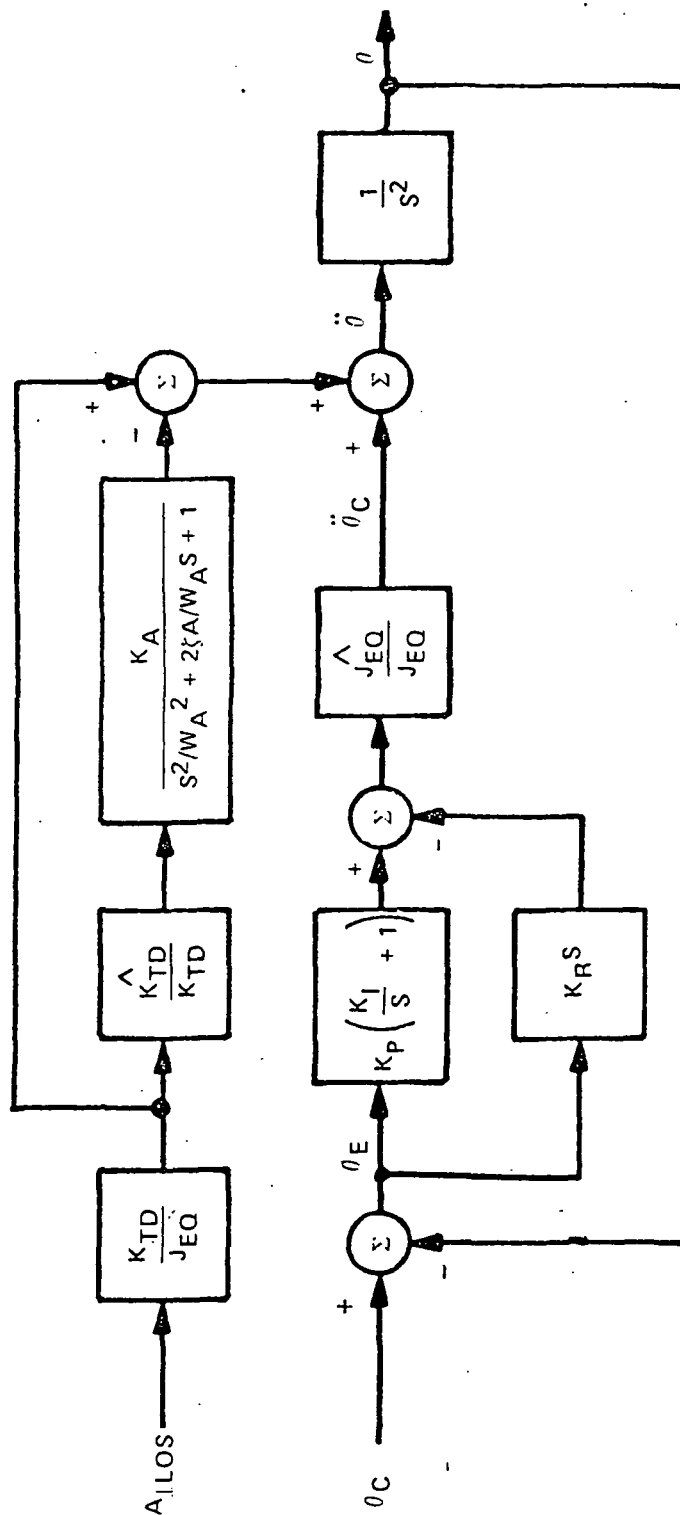 A⊥LOS
K_TD / J_EQ
K̂_TD / K_TD
K_A / S²/W_A² + 2ζA/W_A S + 1
+
-
Σ
θ_C
+
-
Σ
θ_E
K_P (K_I / S + 1)
K_R S
+
-
Σ
Ĵ_EQ / J_EQ
θ̈_C
+
+
Σ
θ̈
1 / S²
θ